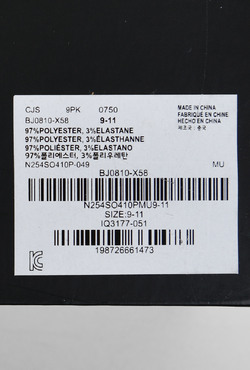 CJS 9PK 0750
BJ0810-X58 9-11
MADE IN CHINA
FABRIQUÉ EN CHINE
HECHO EN CHINA
제조국: 중국
97%POLYESTER, 3%ELASTANE
97%POLYESTER, 3%ÉLASTHANNE
97%POLIÉSTER, 3%ELASTANO
97%폴리에스터, 3%폴리우레탄
N254SO410P-049 MU
BJ0810-X58
N254SO410PMU9-11
SIZE:9-11
IQ3177-051
198726661473